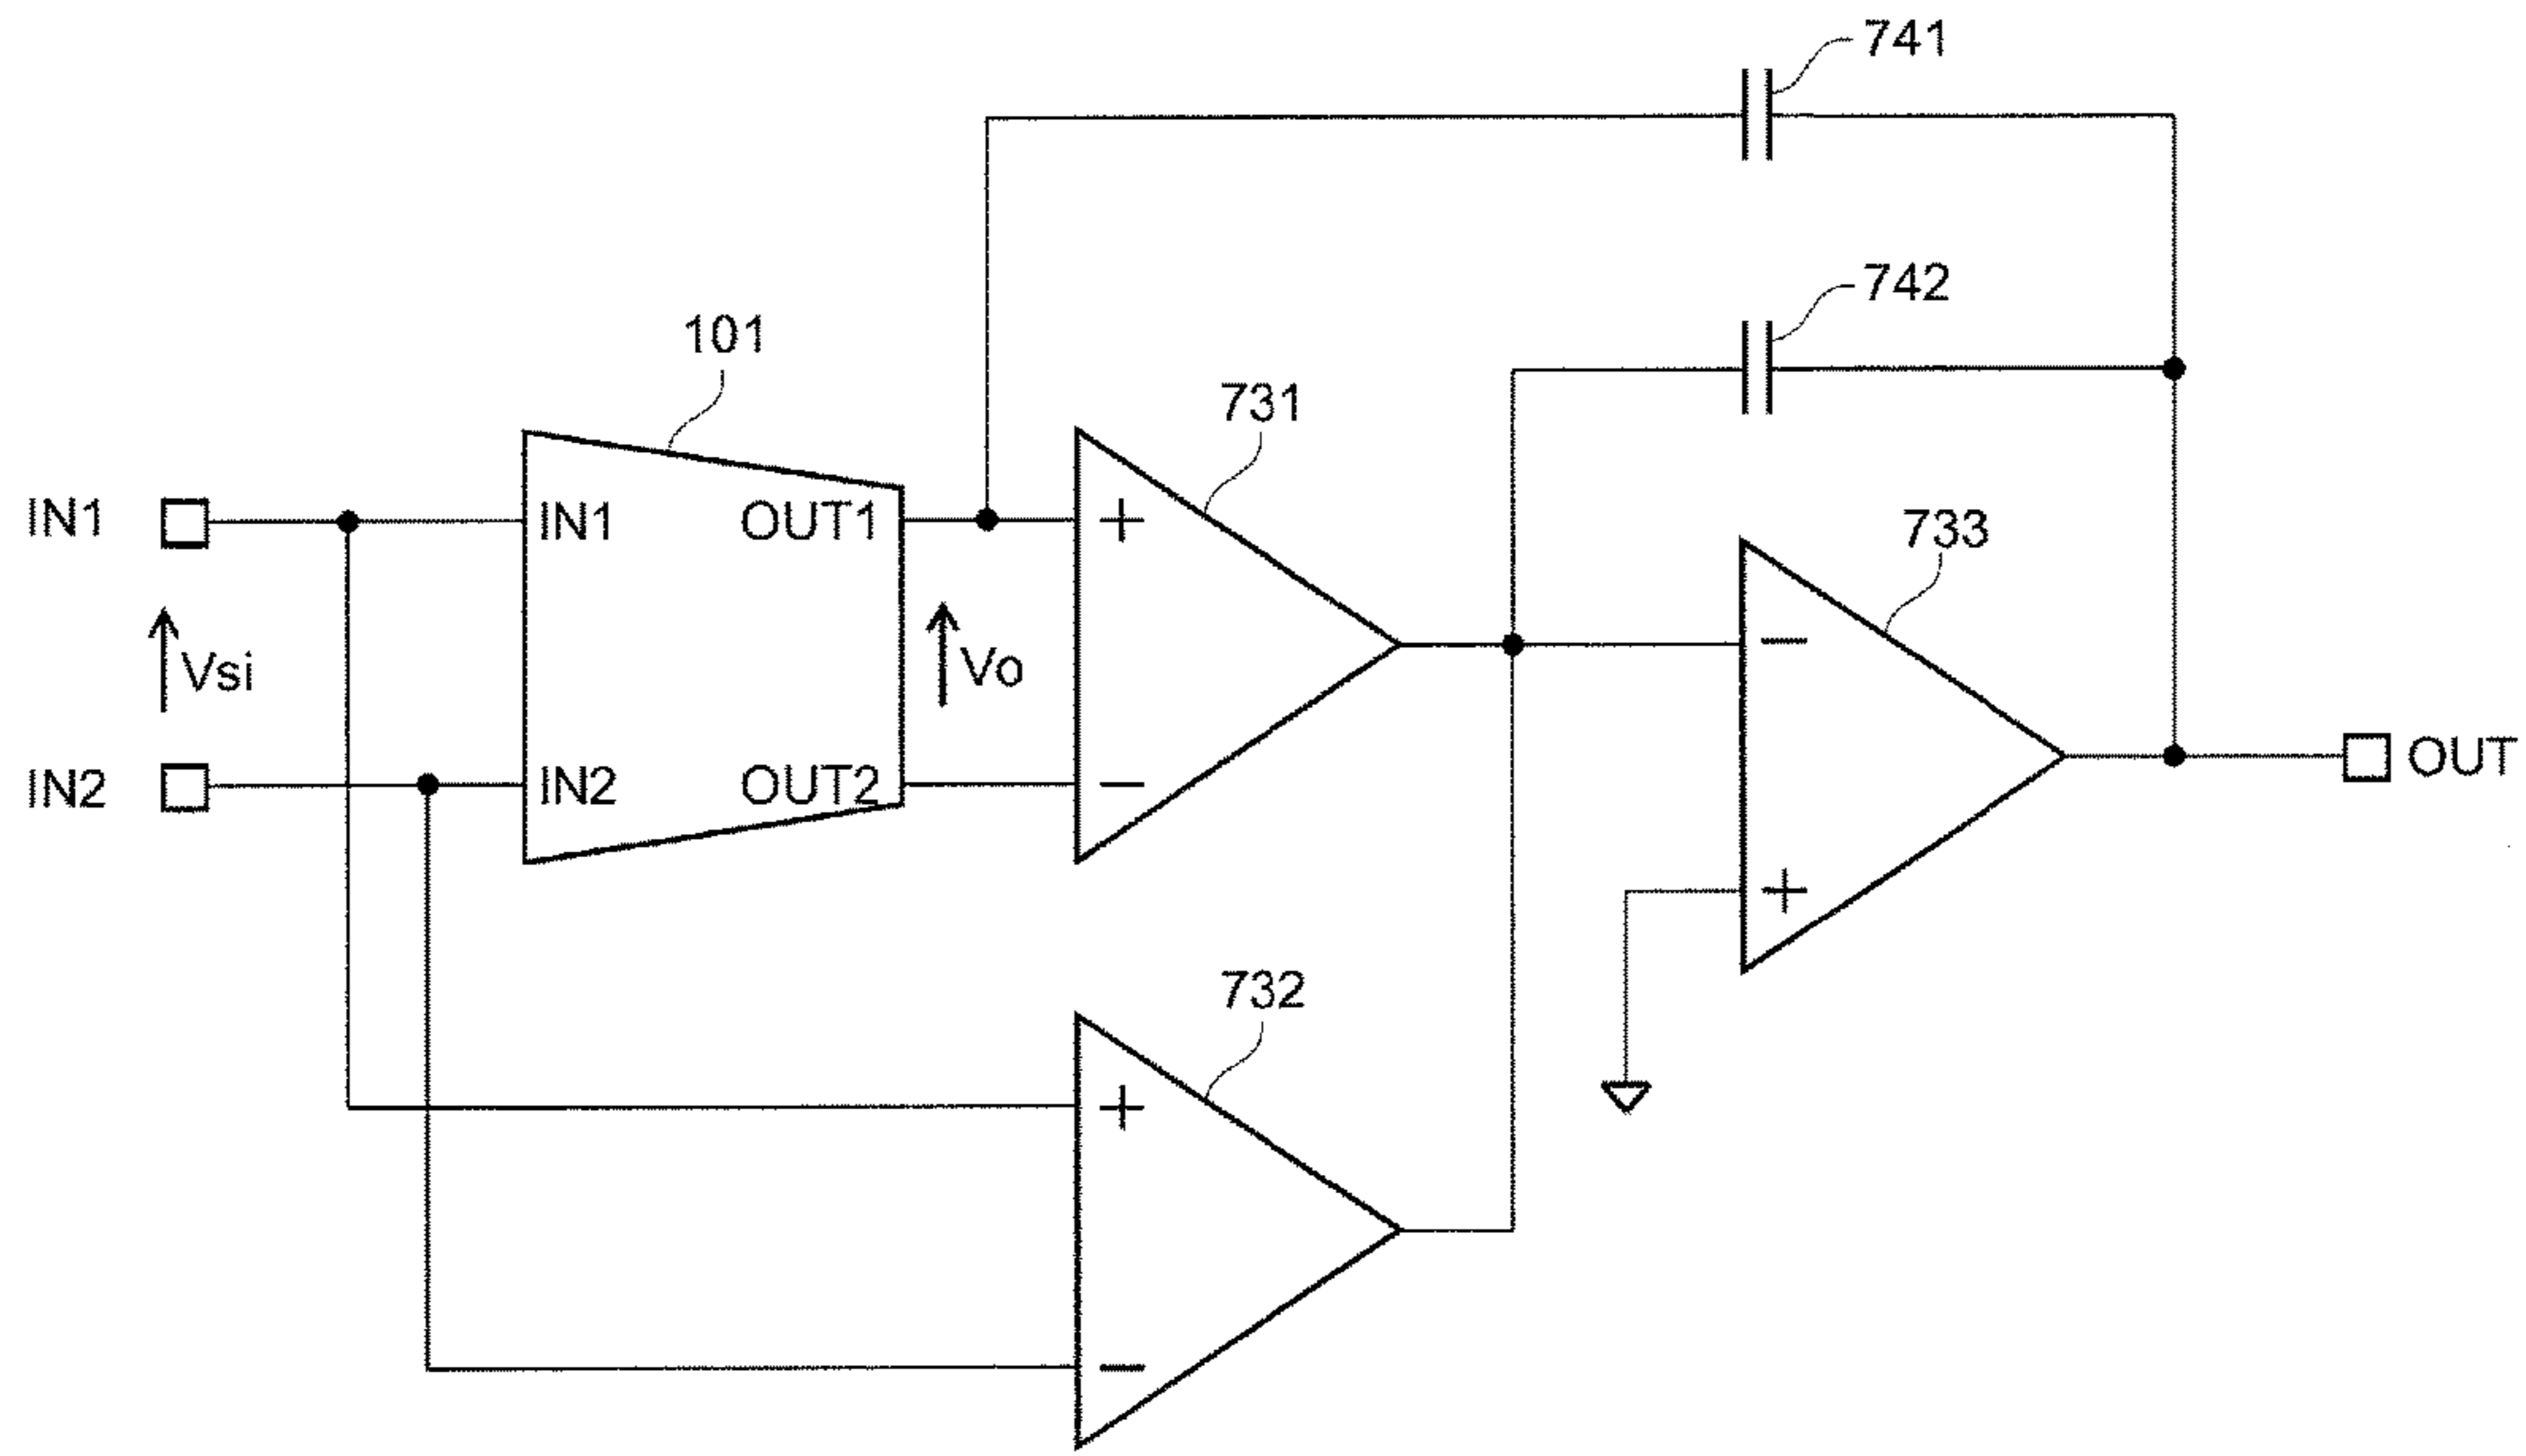 741
742
101
731
733
IN1
IN1
OUT1
+
−
Vsi
Vo
OUT
IN2
IN2
OUT2
−
+
732
+
−